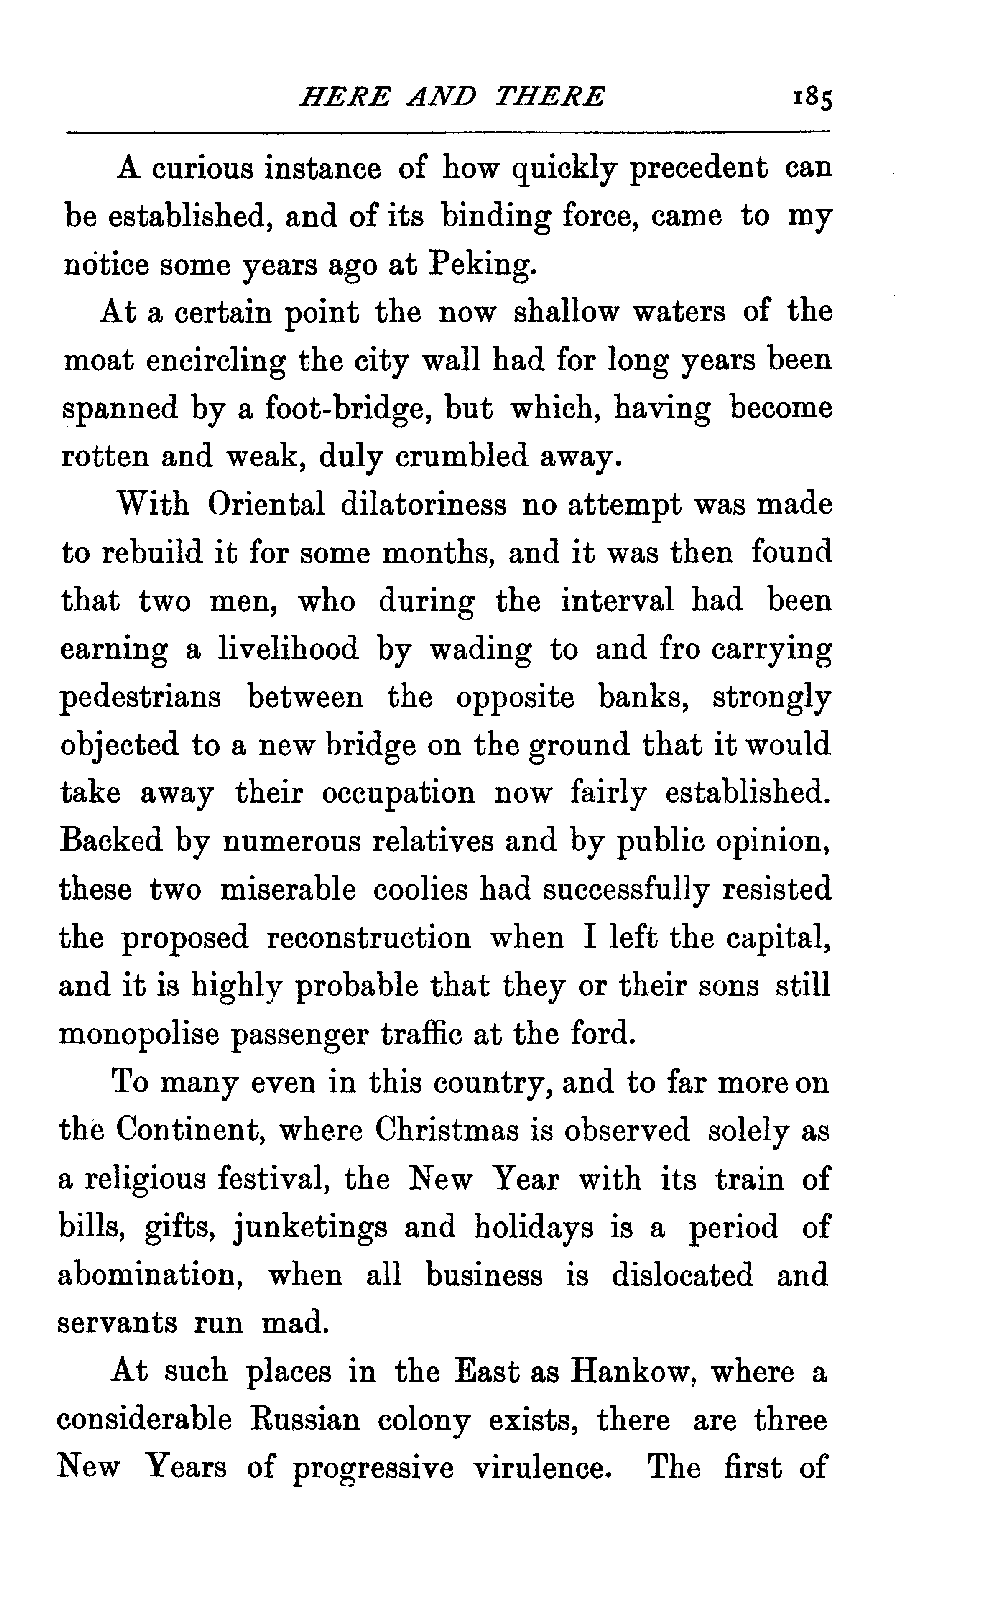 HERE AND THERE 185
A curious instance of how quickly precedent can
be established, and of its binding force, came to my
notice some years ago at Peking.
At a certain point the now shallow waters of the
moat encircling the city wall had for long years been
spanned by a foot-bridge, but which, having become
rotten and weak, duly crumbled away.
With Oriental dilatoriness no attempt was made
to rebuild it for some months, and it was then found
that two men, who during the interval had been
earning a livelihood by wading to and fro carrying
pedestrians between the opposite banks, strongly
objected to a new bridge on the ground that it would
take away their occupation now fairly established.
Backed by numerous relatives and by public opinion,
these two miserable coolies had successfully resisted
the proposed reconstruction when I left the capital,
and it is highly probable that they or their sons still
monopolise passenger traffic at the ford.
To many even in this country, and to far more on
the Continent, where Christmas is observed solely as
a religious festival, the New Year with its train of
bills, gifts, junketings and holidays is a period of
abomination, when all business is dislocated and
servants run mad.
At such places in the East as Hankow, where a
considerable Russian colony exists, there are three
New Years of progressive virulence. The first of